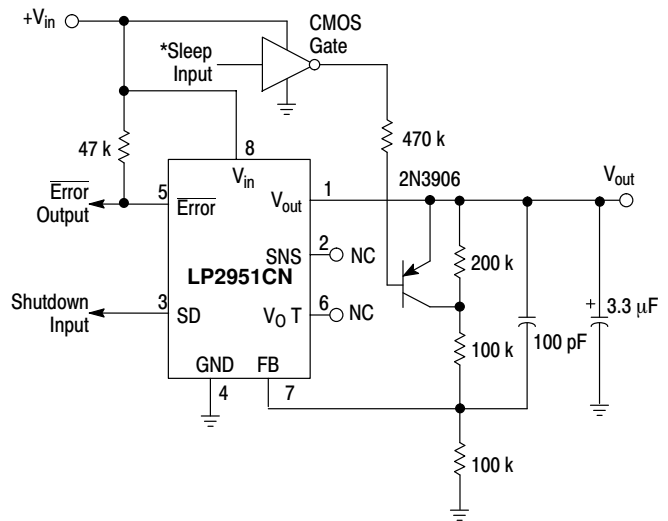 +Vin
*Sleep
Input
CMOS
Gate
47 k
470 k
8
Vin
Error
Output
5
Error
Vout
1
2N3906
Vout
SNS
2
NC
200 k
LP2951CN
Shutdown
Input
3
SD
VO T
6
NC
3.3 µF
+
100 k
100 pF
GND
FB
4
7
100 k